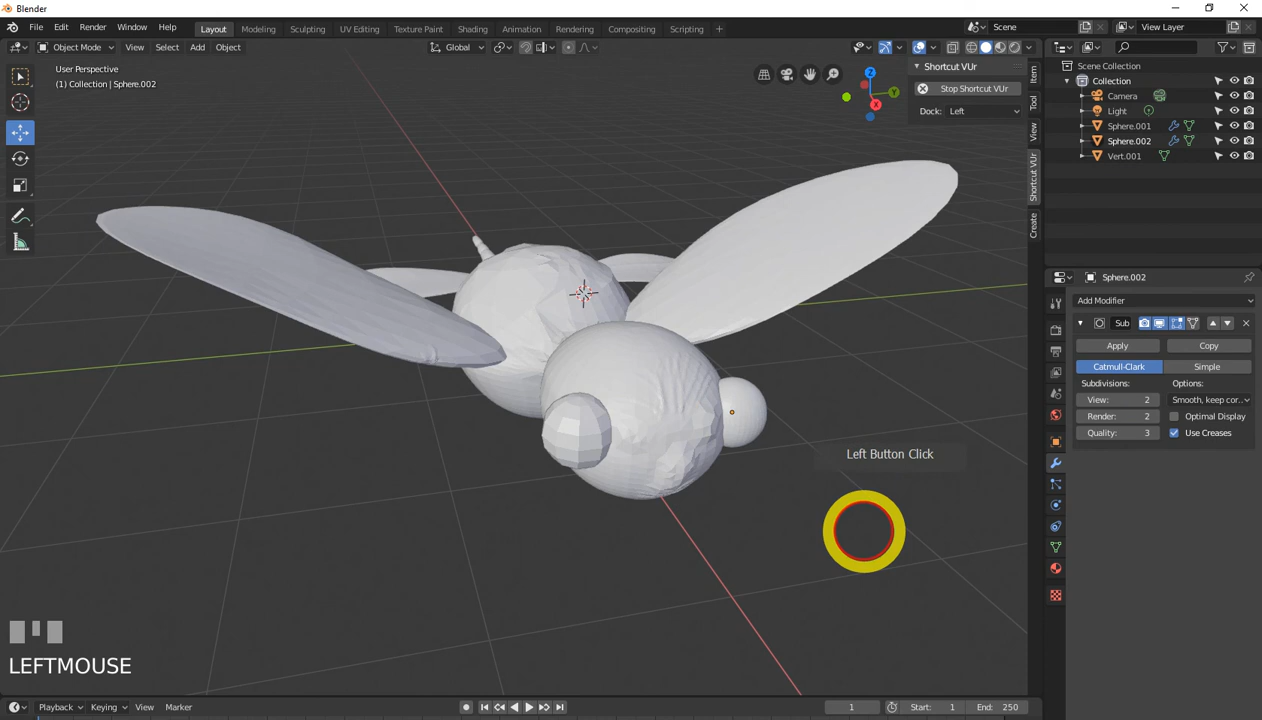 Blender
File Edit Render Window Help
Layout Modeling Sculpting UV Editing Texture Paint Shading Animation Rendering Compositing Scripting +
Scene
View Layer
Object Mode View Select Add Object
Global
User Perspective
(1) Collection | Sphere.002
Z
Y
X
Shortcut VUr
Stop Shortcut VUr
Dock: Left
Item
Tool
View
Shortcut VUr
Create
Scene Collection
Collection
Camera
Light
Sphere.001
Sphere.002
Vert.001
Sphere.002
Add Modifier
Sub
Apply Copy
Catmull-Clark Simple
Subdivisions: Options:
View: 2 Smooth, keep cor..
Render: 2 Optimal Display
Quality: 3 Use Creases
Left Button Click
LEFTMOUSE
Playback Keying View Marker
1 Start: 1 End: 250